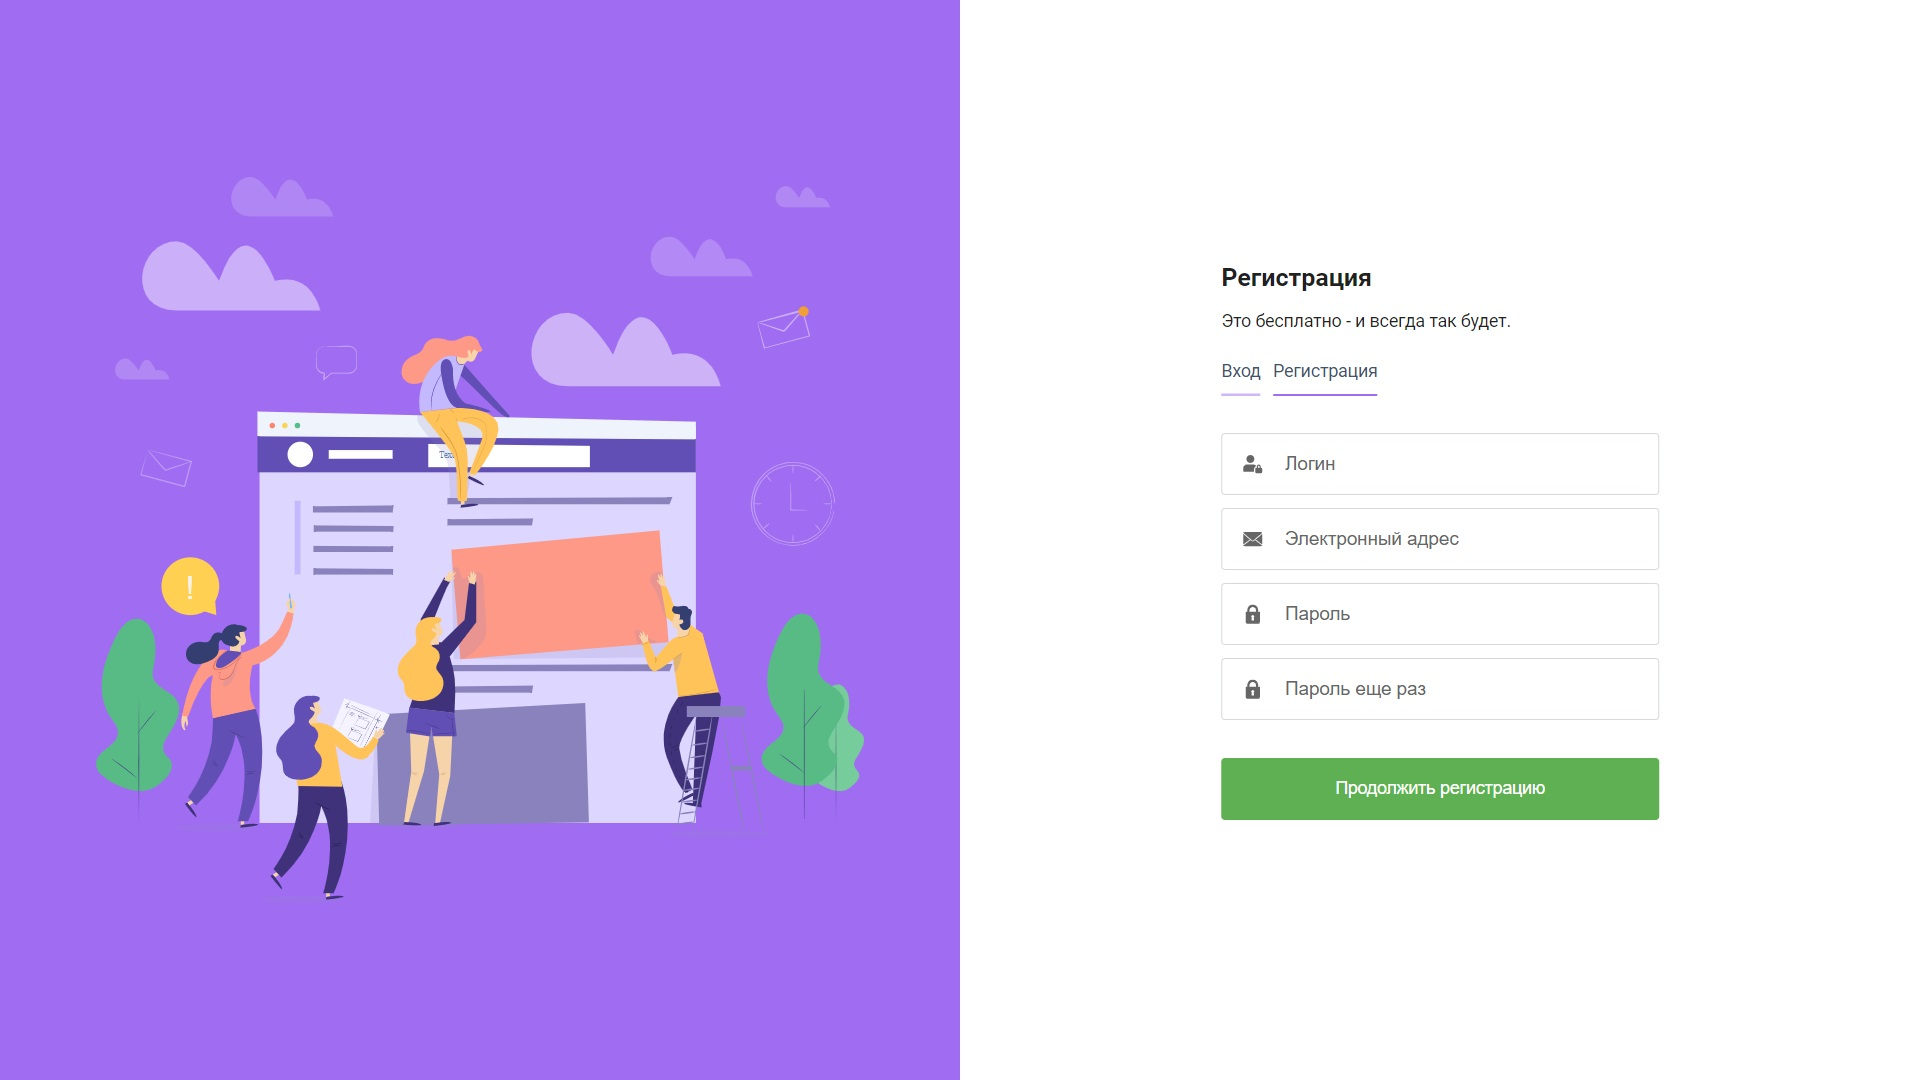 !
Регистрация
Это бесплатно - и всегда так будет.
Вход Регистрация
Логин
Электронный адрес
Пароль
Пароль еще раз
Продолжить регистрацию